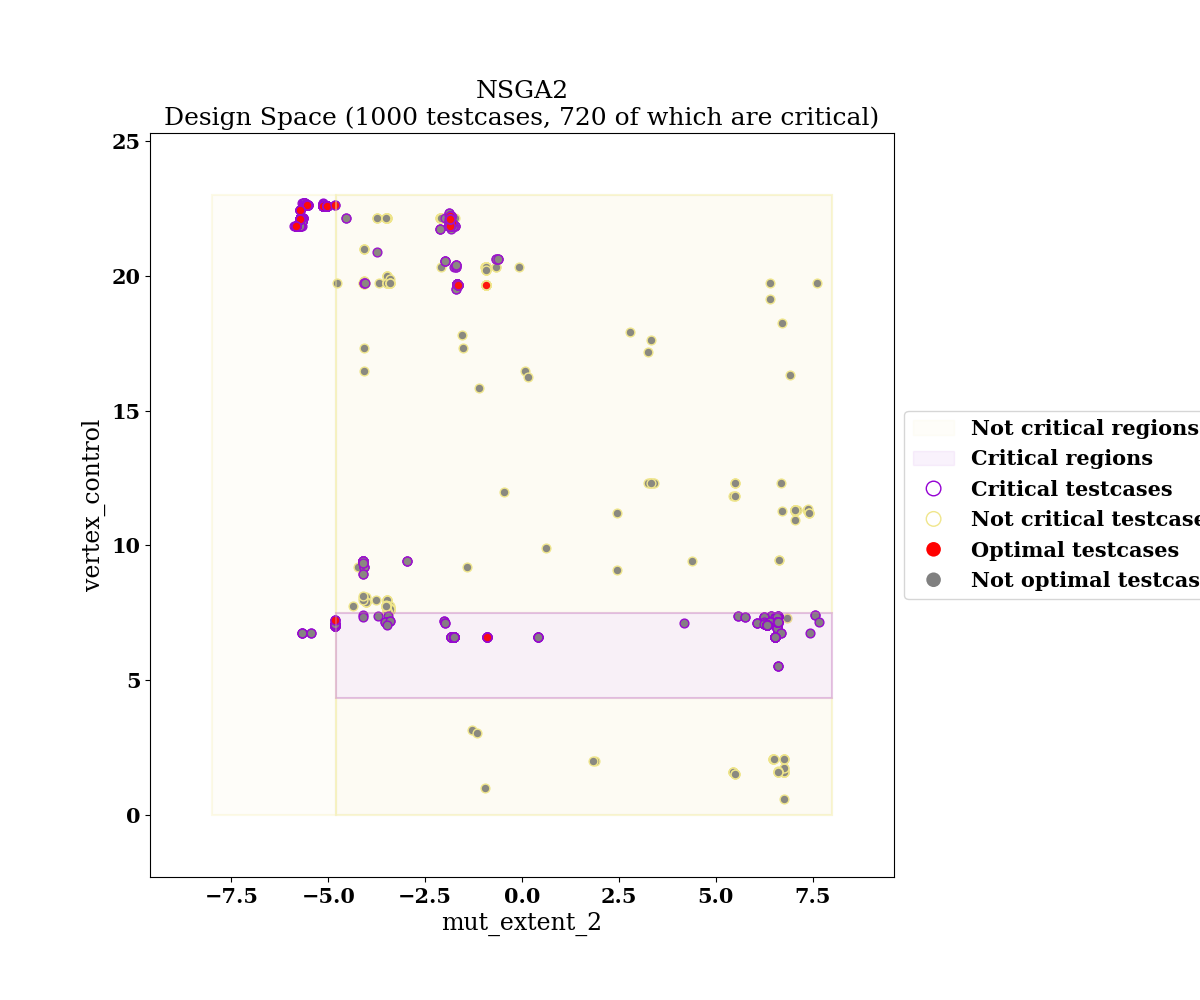 NSGA2
Design Space (1000 testcases, 720 of which are critical)
25
20
15
10
5
0
vertex_control
−7.5 −5.0 −2.5 0.0 2.5 5.0 7.5
mut_extent_2
Not critical regions
Critical regions
Critical testcases
Not critical testcase
Optimal testcases
Not optimal testcas